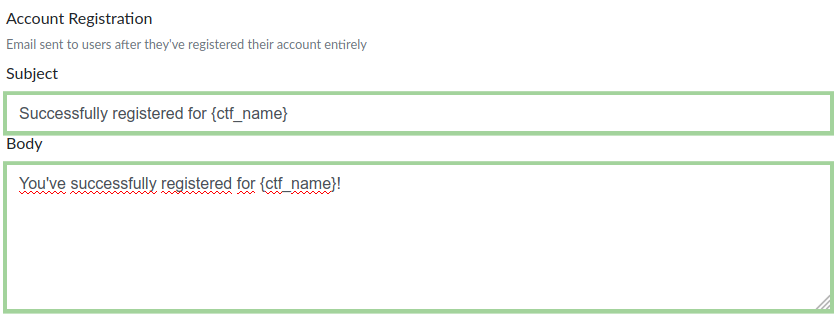 Account Registration
Email sent to users after they've registered their account entirely
Subject
Successfully registered for {ctf_name}
Body
You've successfully registered for {ctf_name}!